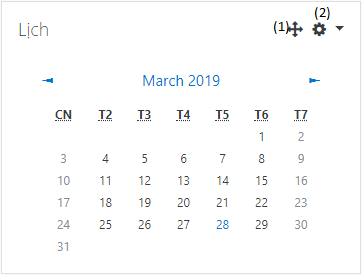 (2)
Lịch (1)
◄ March 2019 ►
CN T2 T3 T4 T5 T6 T7
1 2
3 4 5 6 7 8 9
10 11 12 13 14 15 16
17 18 19 20 21 22 23
24 25 26 27 28 29 30
31